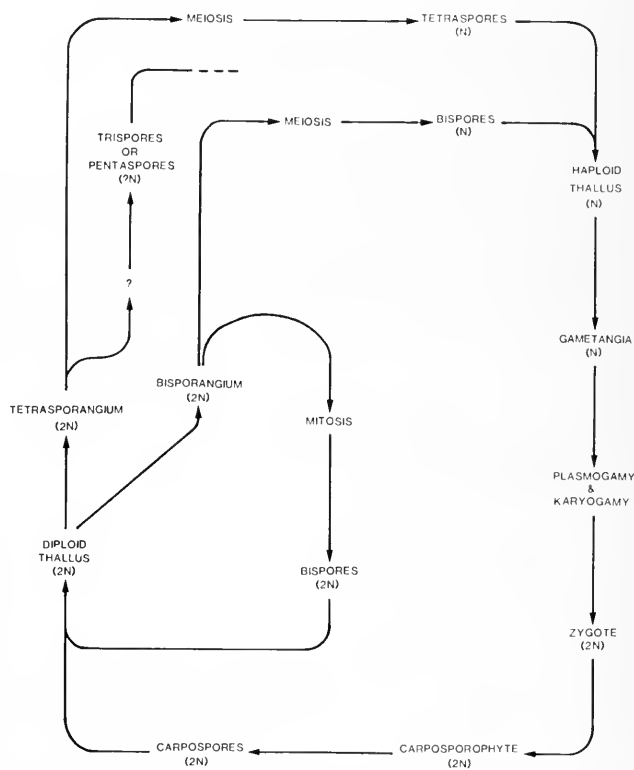 MEIOSIS
TETRASPORES
(N)
TRISPORES
OR
PENTASPORES
(?N)
MEIOSIS
BISPORES
(N)
HAPLOID
THALLUS
(N)
?
GAMETANGIA
(N)
BISPORANGIUM
(2N)
TETRASPORANGIUM
(2N)
MITOSIS
PLASMOGAMY
&
KARYOGAMY
DIPLOID
THALLUS
(2N)
BISPORES
(2N)
ZYGOTE
(2N)
CARPOSPORES
(2N)
CARPOSPOROPHYTE
(2N)